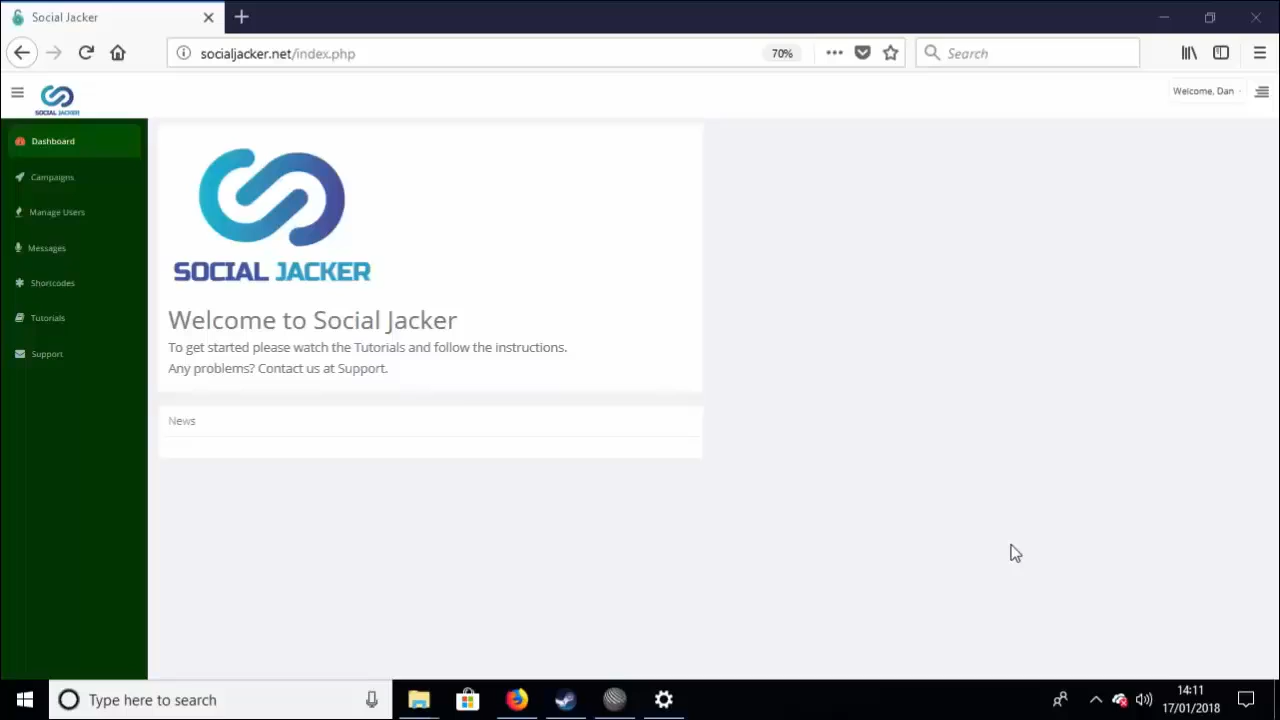 Social Jacker
socialjacker.net/index.php
70%
Search
SOCIAL JACKER
Welcome, Dan
Dashboard
Campaigns
Manage Users
Messages
Shortcodes
Tutorials
Support
SOCIAL JACKER
Welcome to Social Jacker
To get started please watch the Tutorials and follow the instructions.
Any problems? Contact us at Support.
News
Type here to search
14:11
17/01/2018